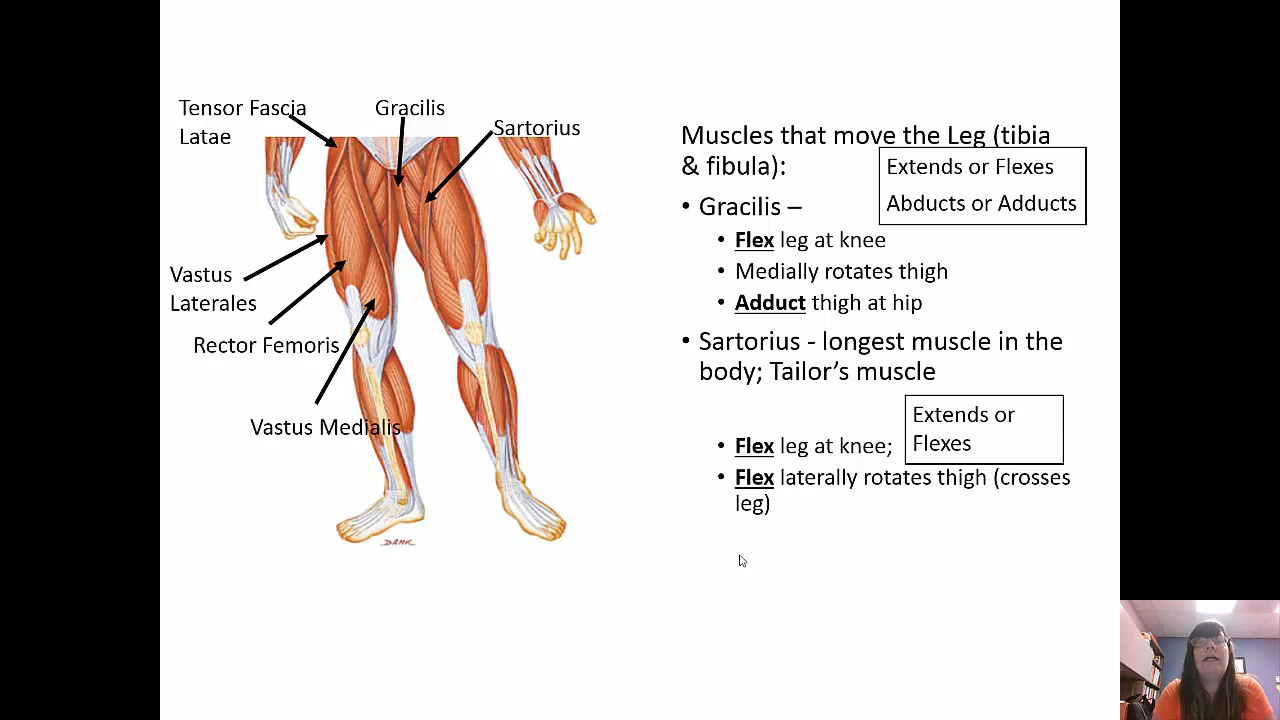 Tensor Fascia
Latae
Gracilis
Sartorius
Vastus
Laterales
Rector Femoris
Vastus Medialis
Muscles that move the Leg (tibia
& fibula):
Extends or Flexes
Abducts or Adducts
• Gracilis –
• Flex leg at knee
• Medially rotates thigh
• Adduct thigh at hip
• Sartorius - longest muscle in the
body; Tailor's muscle
Extends or
Flexes
• Flex leg at knee;
• Flex laterally rotates thigh (crosses
leg)